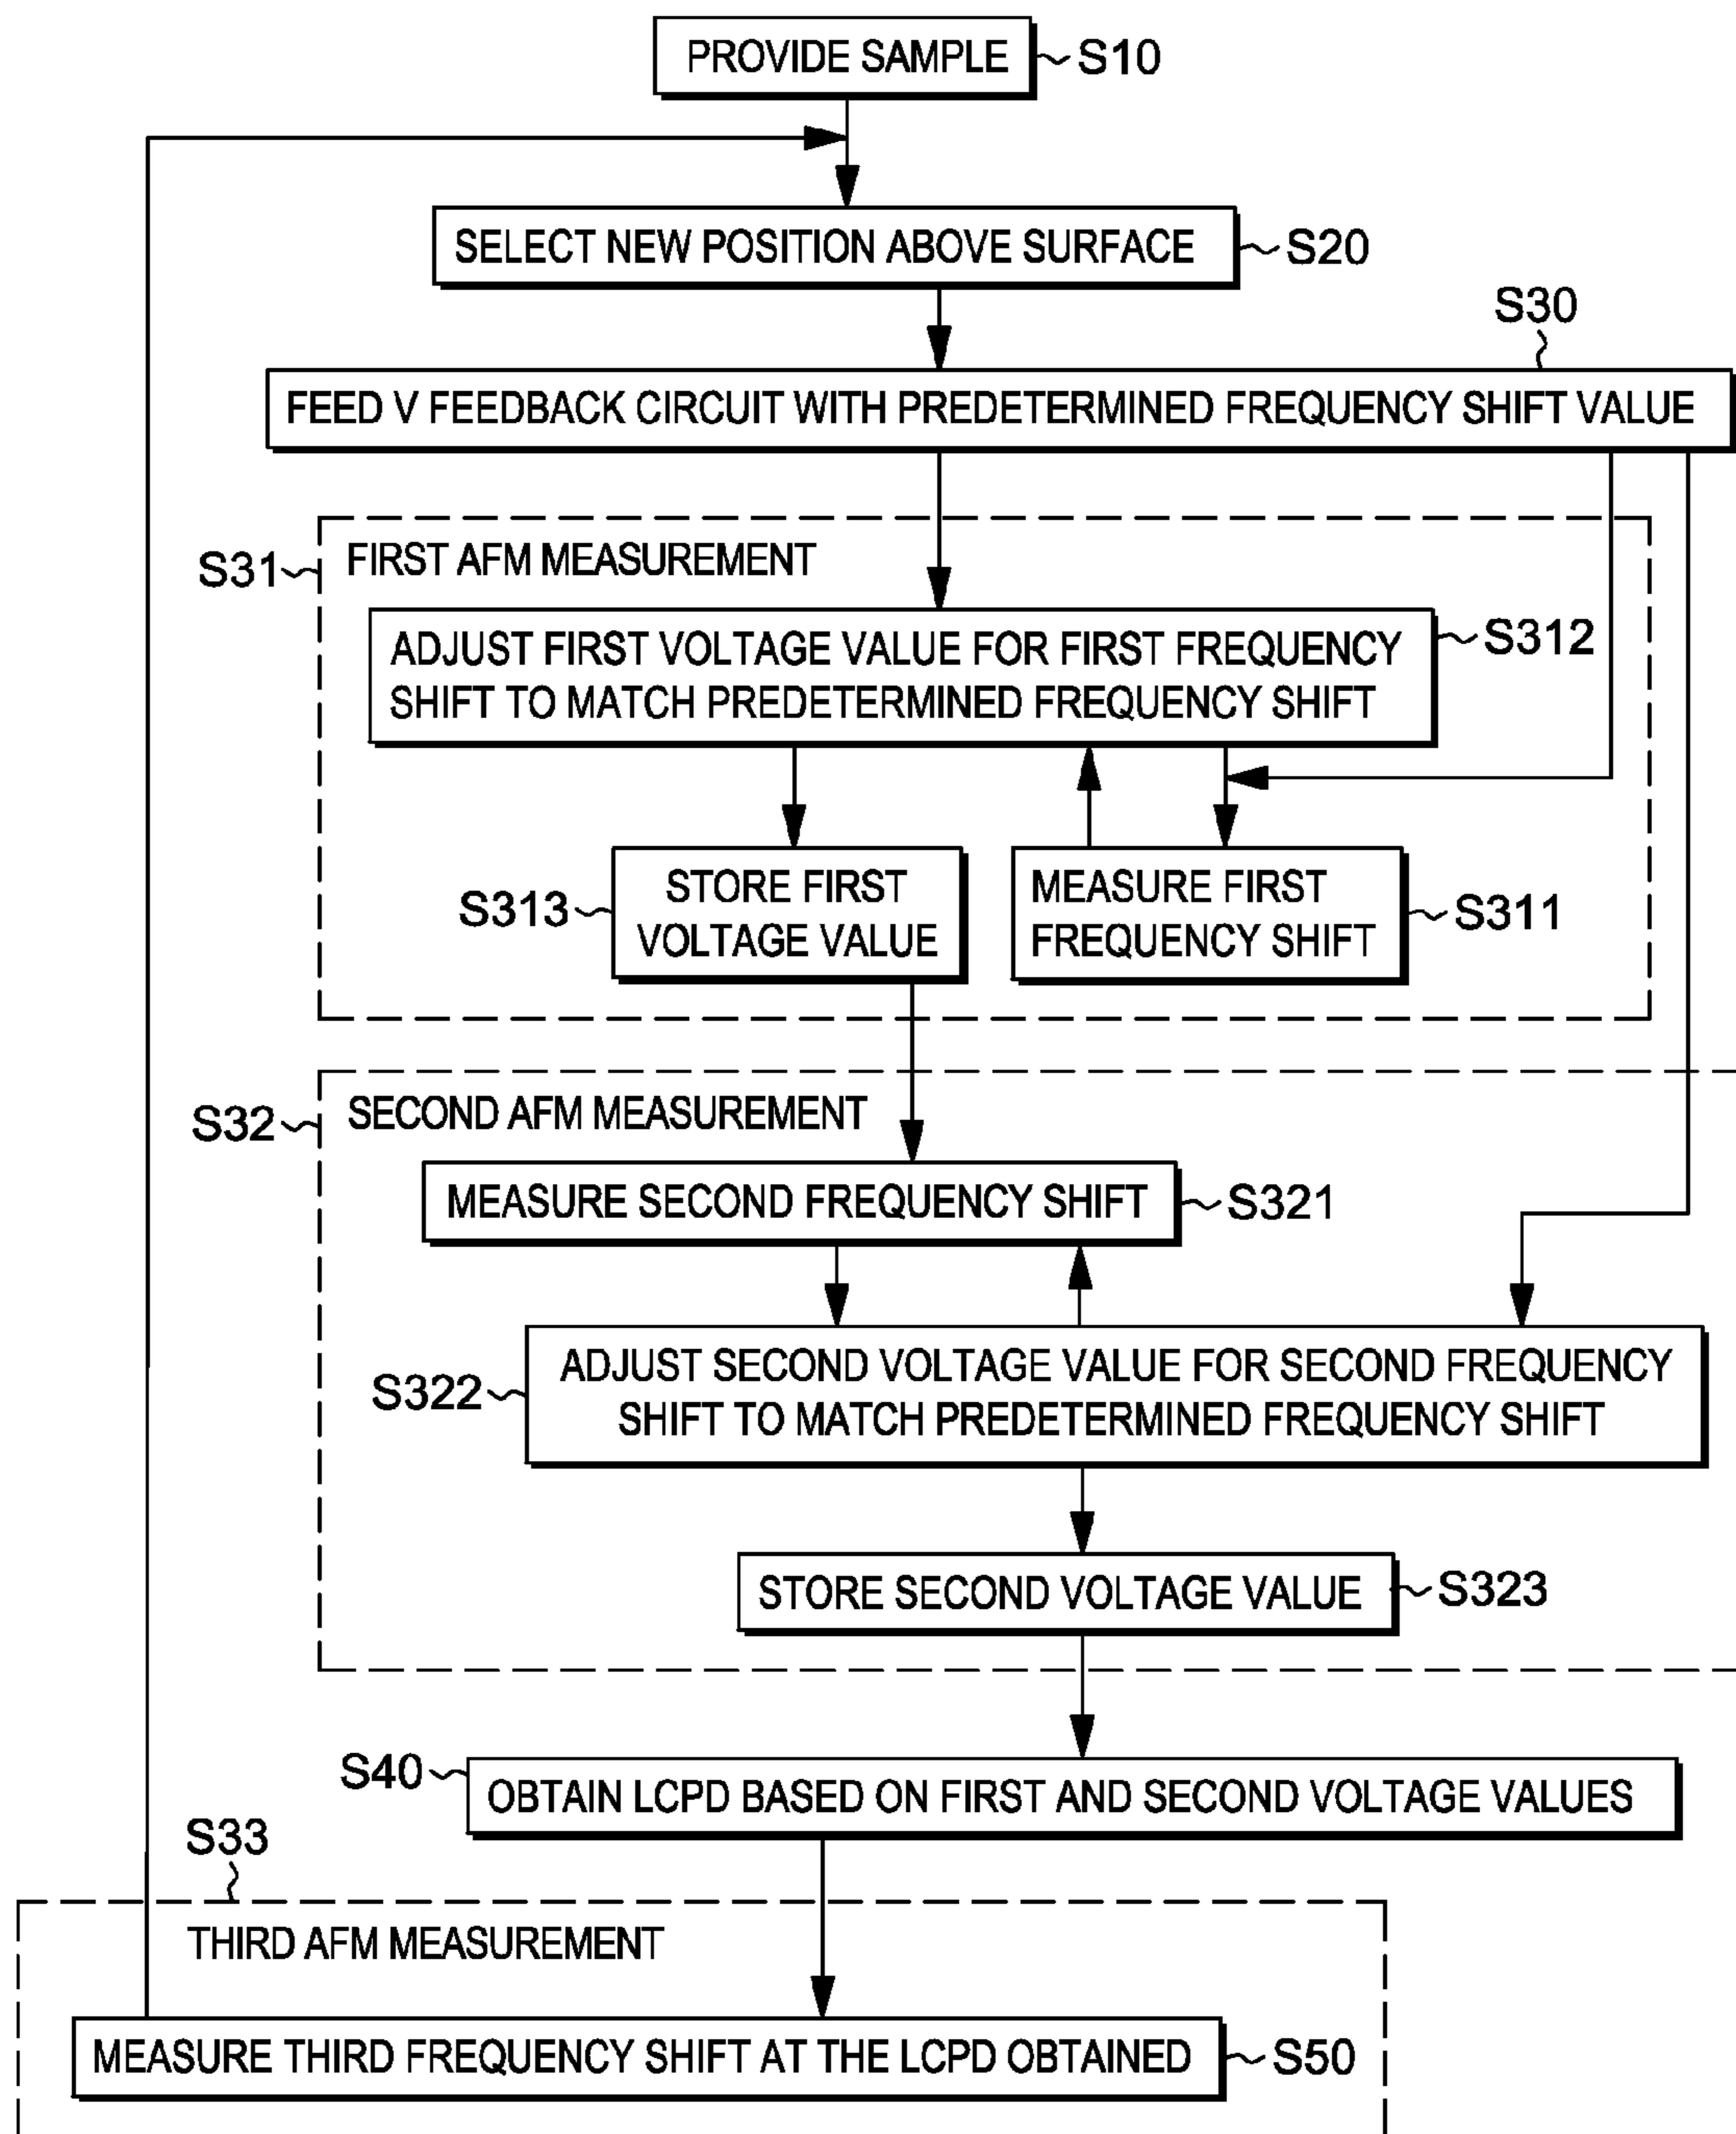 PROVIDE SAMPLE
S10
SELECT NEW POSITION ABOVE SURFACE
S20
S30
FEED V FEEDBACK CIRCUIT WITH PREDETERMINED FREQUENCY SHIFT VALUE
S31
FIRST AFM MEASUREMENT
ADJUST FIRST VOLTAGE VALUE FOR FIRST FREQUENCY
SHIFT TO MATCH PREDETERMINED FREQUENCY SHIFT
S312
S313
STORE FIRST
VOLTAGE VALUE
MEASURE FIRST
FREQUENCY SHIFT
S311
S32
SECOND AFM MEASUREMENT
MEASURE SECOND FREQUENCY SHIFT
S321
S322
ADJUST SECOND VOLTAGE VALUE FOR SECOND FREQUENCY
SHIFT TO MATCH PREDETERMINED FREQUENCY SHIFT
STORE SECOND VOLTAGE VALUE
S323
S40
OBTAIN LCPD BASED ON FIRST AND SECOND VOLTAGE VALUES
S33
THIRD AFM MEASUREMENT
MEASURE THIRD FREQUENCY SHIFT AT THE LCPD OBTAINED
S50